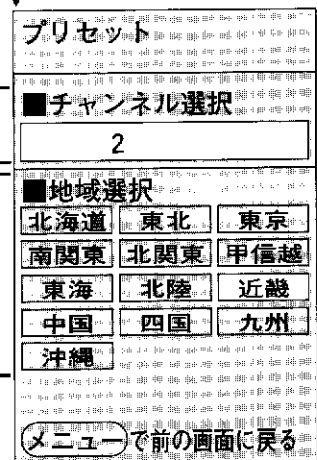 プリセット
■チャンネル選択
2
■地域選択
北海道 東北 東京
南関東 北関東 甲信越
東海 北陸 近畿
中国 四国 九州
沖縄
メニューで前の画面に戻る